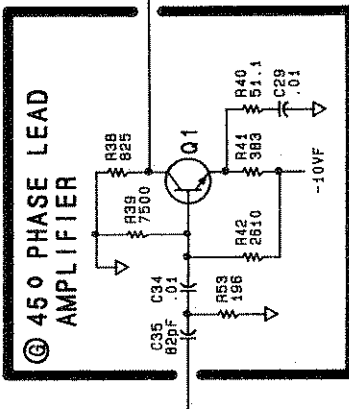 Ⓖ 45° PHASE LEAD
AMPLIFIER
R38
825
R39
7500
Q1
R40
51.1
C29
.01
R41
383
-10VF
R42
2610
C34
.01
C35
82pF
R53
196